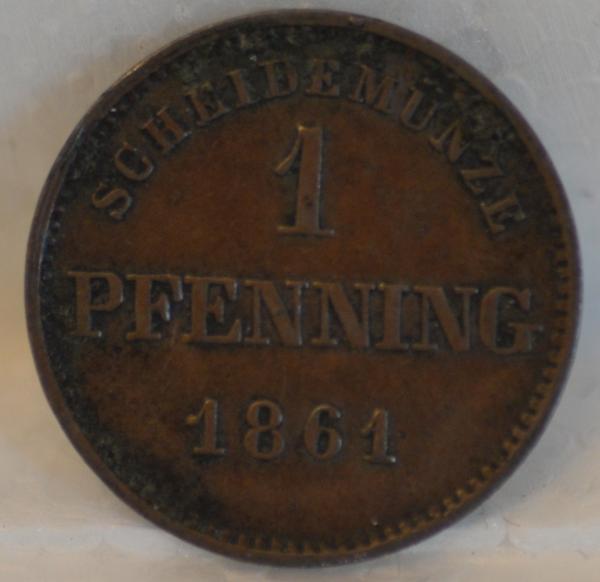 SCHEIDEMÜNZE
1
PFENNING
1861